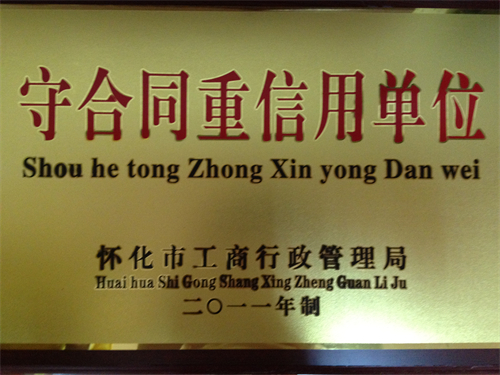 守合同重信用单位
Shou he tong Zhong Xin yong Dan wei
怀化市工商行政管理局
Huai hua Shi Gong Shang Xing Zheng Guan Li Ju
二〇一一年制